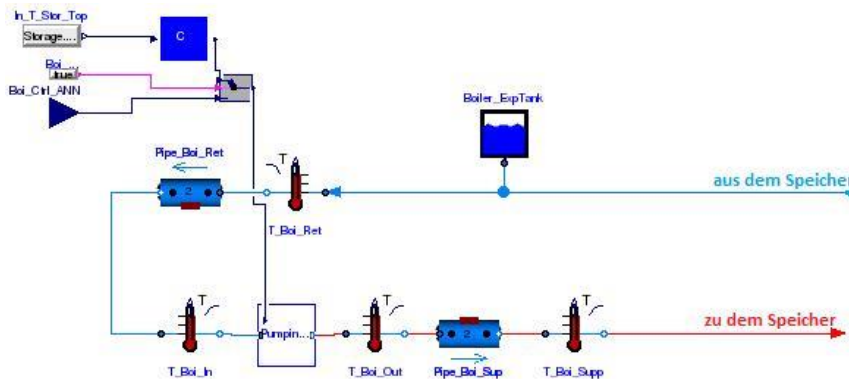 In_T_Stor_Top
Storage....
C
Boi_...
true
Boi_Ctrl_ANN
Boiler_ExpTank
Pipe_Boi_Ret
2
T
T_Boi_Ret
aus dem Speicher
T
T_Boi_In
Pumpin...
T
T_Boi_Out
2
Pipe_Boi_Sup
T
T_Boi_Supp
zu dem Speicher